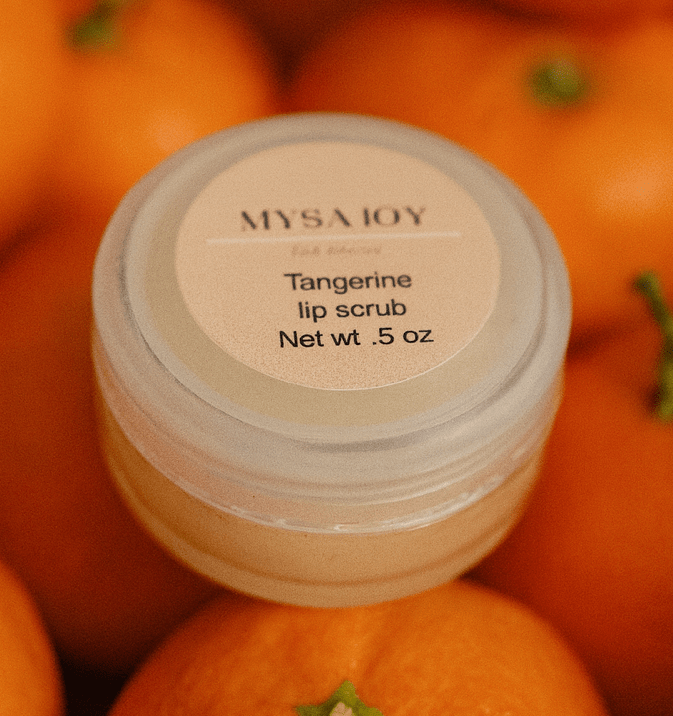 MYSA JOY
Tangerine
lip scrub
Net wt .5 oz